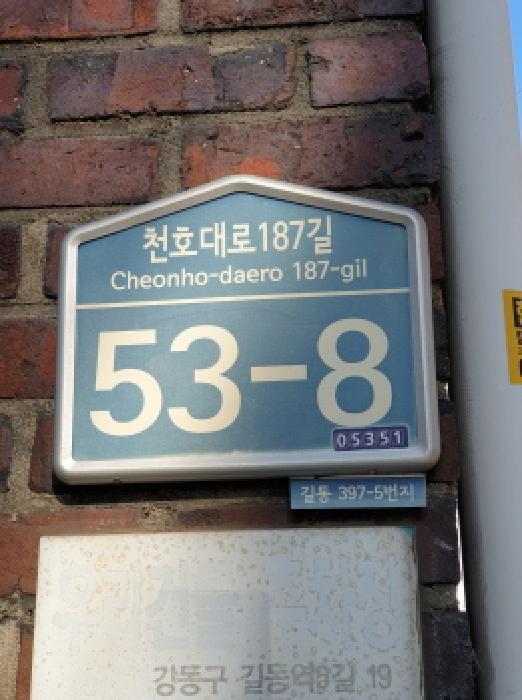 천호대로187길
Cheonho-daero 187-gil
53-8
05351
길동 397-5번지
강동구 길동역9길 19